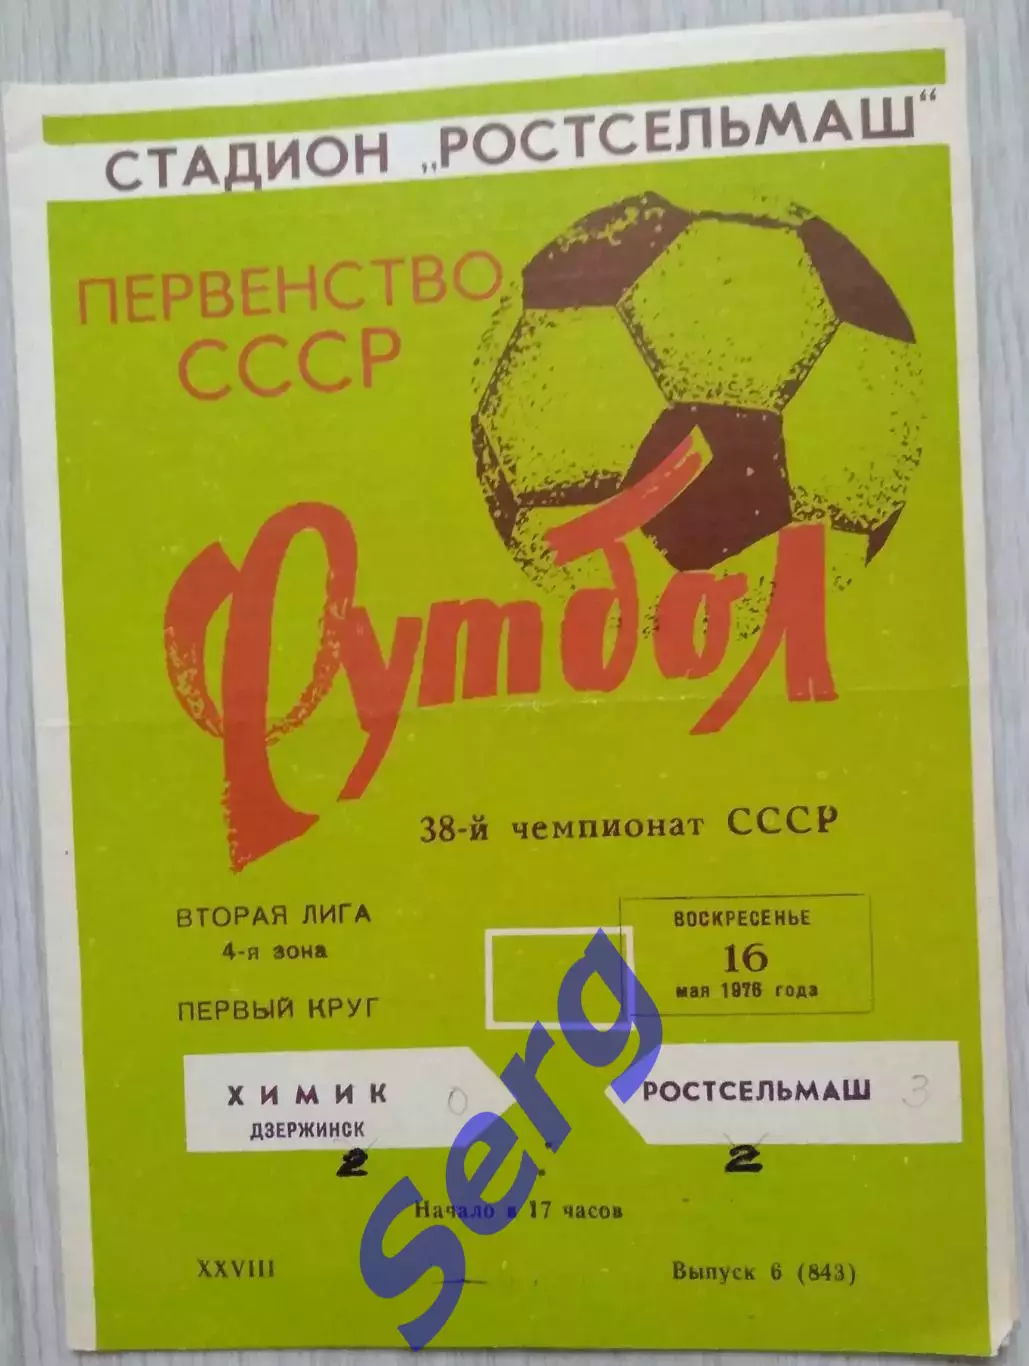 СТАДИОН „РОСТСЕЛЬМАШ“
ПЕРВЕНСТВО
СССР
Футбол
38-й чемпионат СССР
ВТОРАЯ ЛИГА
4-я зона
ПЕРВЫЙ КРУГ
ВОСКРЕСЕНЬЕ
16
мая 1976 года
ХИМИК 0
ДЗЕРЖИНСК
2
:
РОСТСЕЛЬМАШ 3
2
Начало в 17 часов
XXVIII
Выпуск 6 (843)
Serg